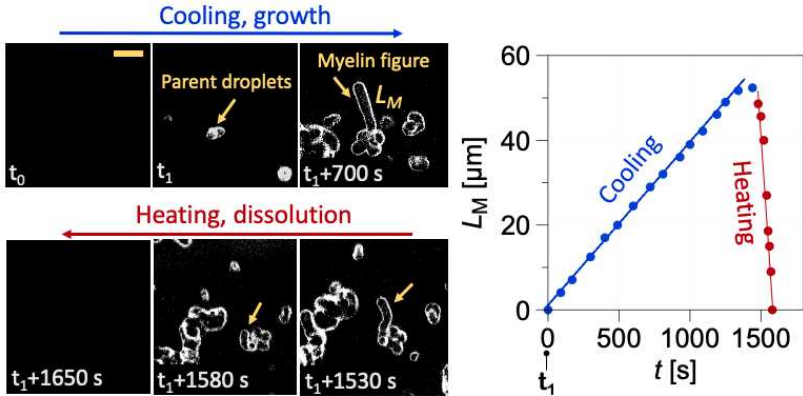 Cooling, growth
Parent droplets
Myelin figure
L_M
t₀
t₁
t₁+700 s
Heating, dissolution
t₁+1650 s
t₁+1580 s
t₁+1530 s
60
40
20
0
L_M [μm]
Cooling
Heating
0
500
1000
1500
t [s]
t₁